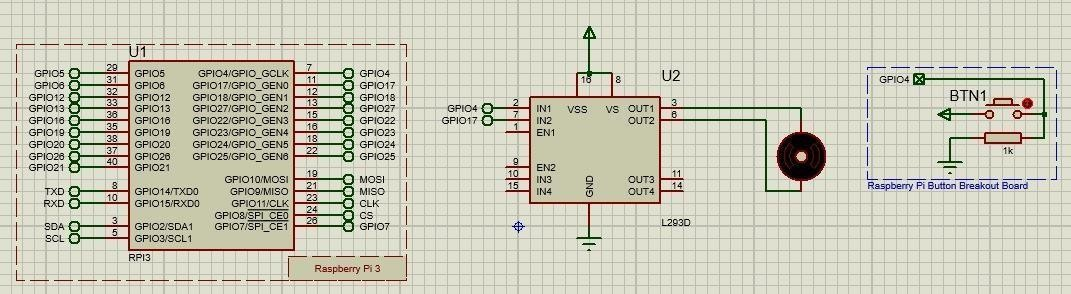 U1
GPIO5 29 GPIO5 GPIO4/GPIO_GCLK 7 GPIO4
GPIO6 31 GPIO6 GPIO17/GPIO_GEN0 11 GPIO17
GPIO12 32 GPIO12 GPIO18/GPIO_GEN1 12 GPIO18
GPIO13 33 GPIO13 GPIO27/GPIO_GEN2 13 GPIO27
GPIO16 36 GPIO16 GPIO22/GPIO_GEN3 15 GPIO22
GPIO19 35 GPIO19 GPIO23/GPIO_GEN4 16 GPIO23
GPIO20 38 GPIO20 GPIO24/GPIO_GEN5 18 GPIO24
GPIO26 37 GPIO26 GPIO25/GPIO_GEN6 22 GPIO25
GPIO21 40 GPIO21
GPIO10/MOSI 19 MOSI
TXD 8 GPIO14/TXD0 GPIO9/MISO 21 MISO
RXD 10 GPIO15/RXD0 GPIO11/CLK 23 CLK
GPIO8/SPI_CE0 24 CS
SDA 3 GPIO2/SDA1 GPIO7/SPI_CE1 26 GPIO7
SCL 5 GPIO3/SCL1
RPI3
Raspberry Pi 3
U2
16 8
GPIO4 2 IN1 VSS VS OUT1 3
GPIO17 7 IN2 OUT2 6
1 EN1
9 EN2
10 IN3 GND OUT3 11
15 IN4 OUT4 14
L293D
GPIO4
BTN1
1k
Raspberry Pi Button Breakout Board